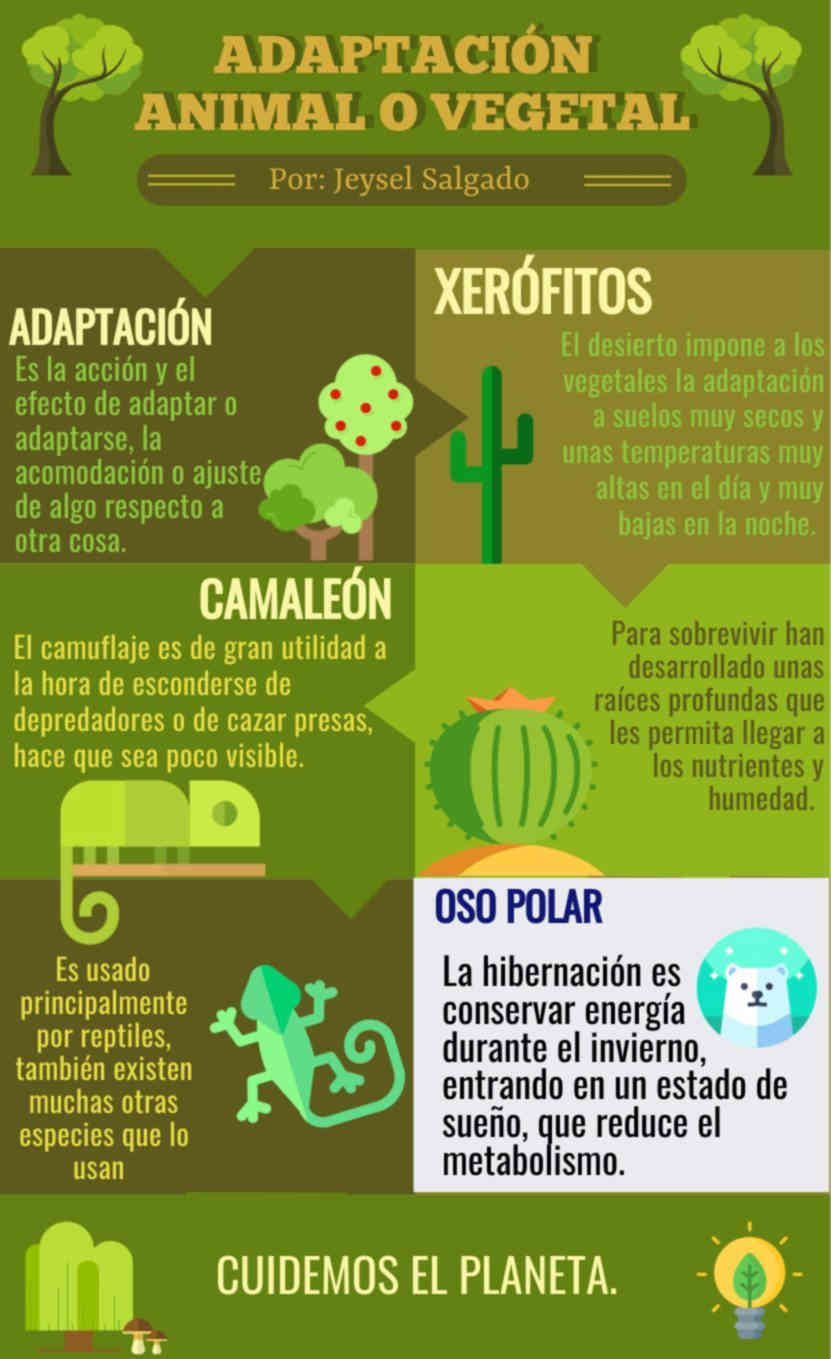 ADAPTACIÓN
ANIMAL O VEGETAL
Por: Jeysel Salgado
ADAPTACIÓN
Es la acción y el
efecto de adaptar o
adaptarse, la
acomodación o ajuste
de algo respecto a
otra cosa.
XERÓFITOS
El desierto impone a los
vegetales la adaptación
a suelos muy secos y
unas temperaturas muy
altas en el día y muy
bajas en la noche.
CAMALEÓN
El camuflaje es de gran utilidad a
la hora de esconderse de
depredadores o de cazar presas,
hace que sea poco visible.
Para sobrevivir han
desarrollado unas
raíces profundas que
les permita llegar a
los nutrientes y
humedad.
Es usado
principalmente
por reptiles,
también existen
muchas otras
especies que lo
usan
OSO POLAR
La hibernación es
conservar energía
durante el invierno,
entrando en un estado de
sueño, que reduce el
metabolismo.
CUIDEMOS EL PLANETA.